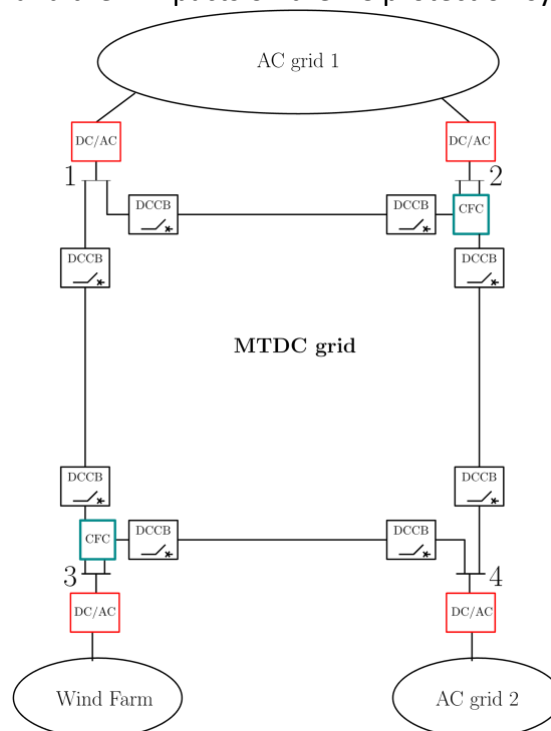 AC grid 1
DC/AC DC/AC
1 2
DCCB DCCB CFC
DCCB DCCB
MTDC grid
DCCB DCCB
CFC DCCB DCCB
3 4
DC/AC DC/AC
Wind Farm AC grid 2